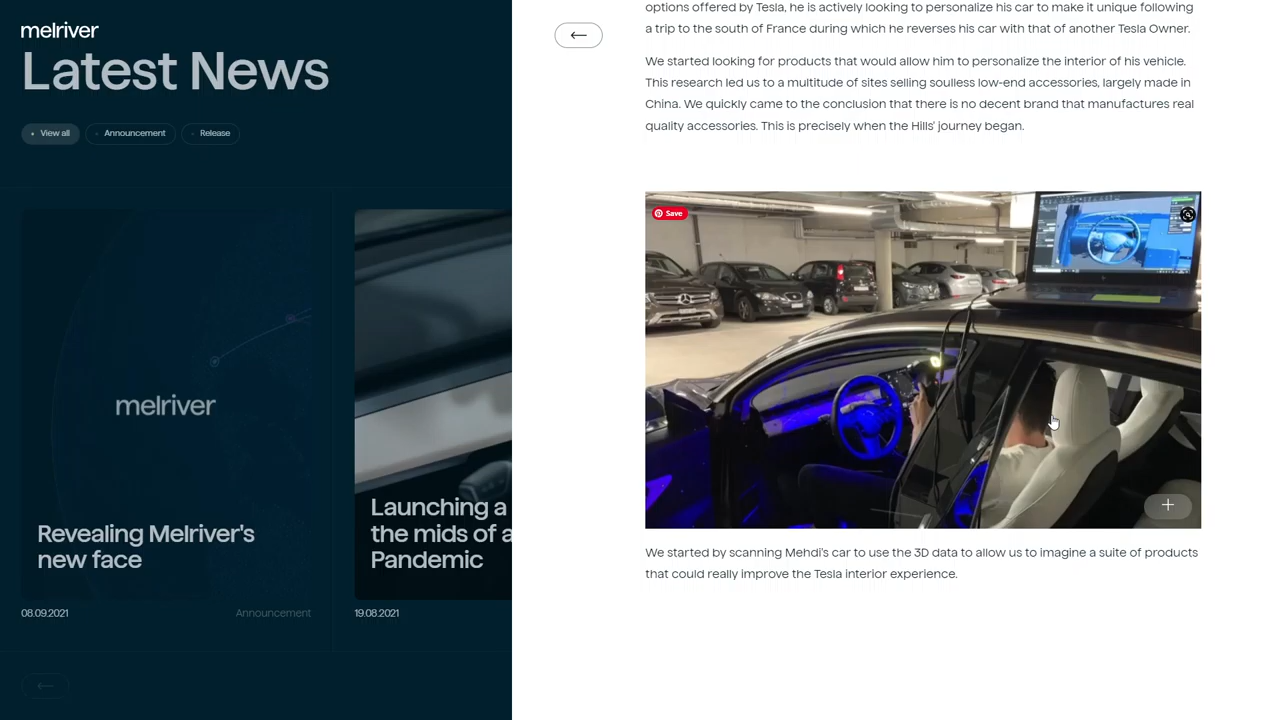 melriver
Latest News
View all
Announcement
Release
melriver
Revealing Melriver's
new face
08.09.2021
Announcement
Launching a
the mids of a
Pandemic
19.08.2021
options offered by Tesla, he is actively looking to personalize his car to make it unique following
a trip to the south of France during which he reverses his car with that of another Tesla Owner.
We started looking for products that would allow him to personalize the interior of his vehicle.
This research led us to a multitude of sites selling soulless low-end accessories, largely made in
China. We quickly came to the conclusion that there is no decent brand that manufactures real
quality accessories. This is precisely when the Hills' journey began.
Save
We started by scanning Mehdi's car to use the 3D data to allow us to imagine a suite of products
that could really improve the Tesla interior experience.